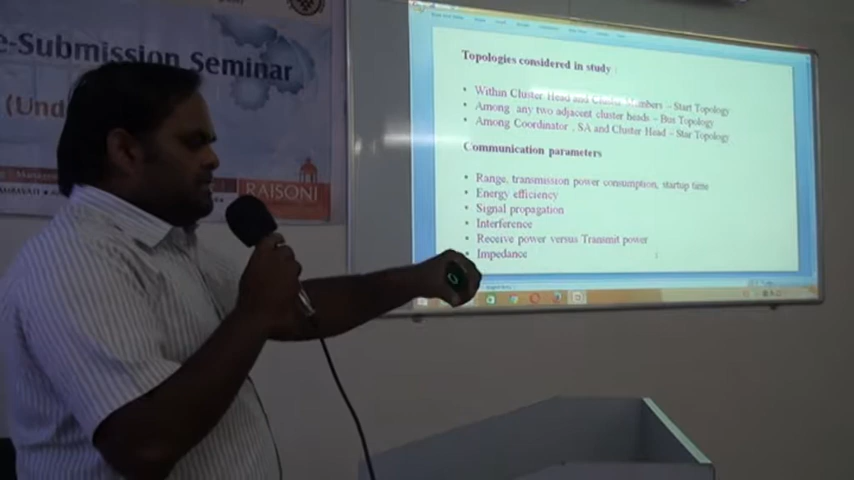 e-Submission Seminar
(Und
RAISONI
Topologies considered in study :
• Within Cluster Head and Cluster Members – Start Topology
• Among any two adjacent cluster heads – Bus Topology
• Among Coordinator , SA and Cluster Head – Star Topology
Communication parameters
• Range, transmission power consumption, startup time
• Energy efficiency
• Signal propagation
• Interference
• Receive power versus Transmit power
• Impedance